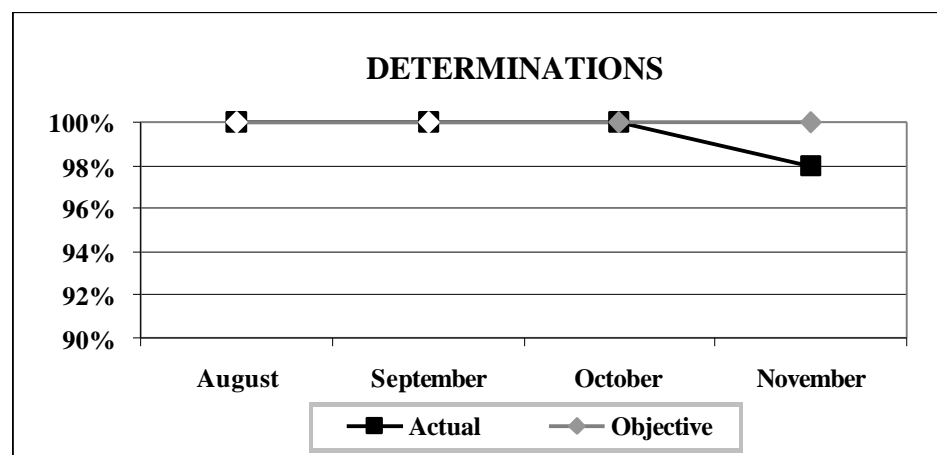 DETERMINATIONS
100%
98%
96%
94%
92%
90%
August September October November
Actual Objective